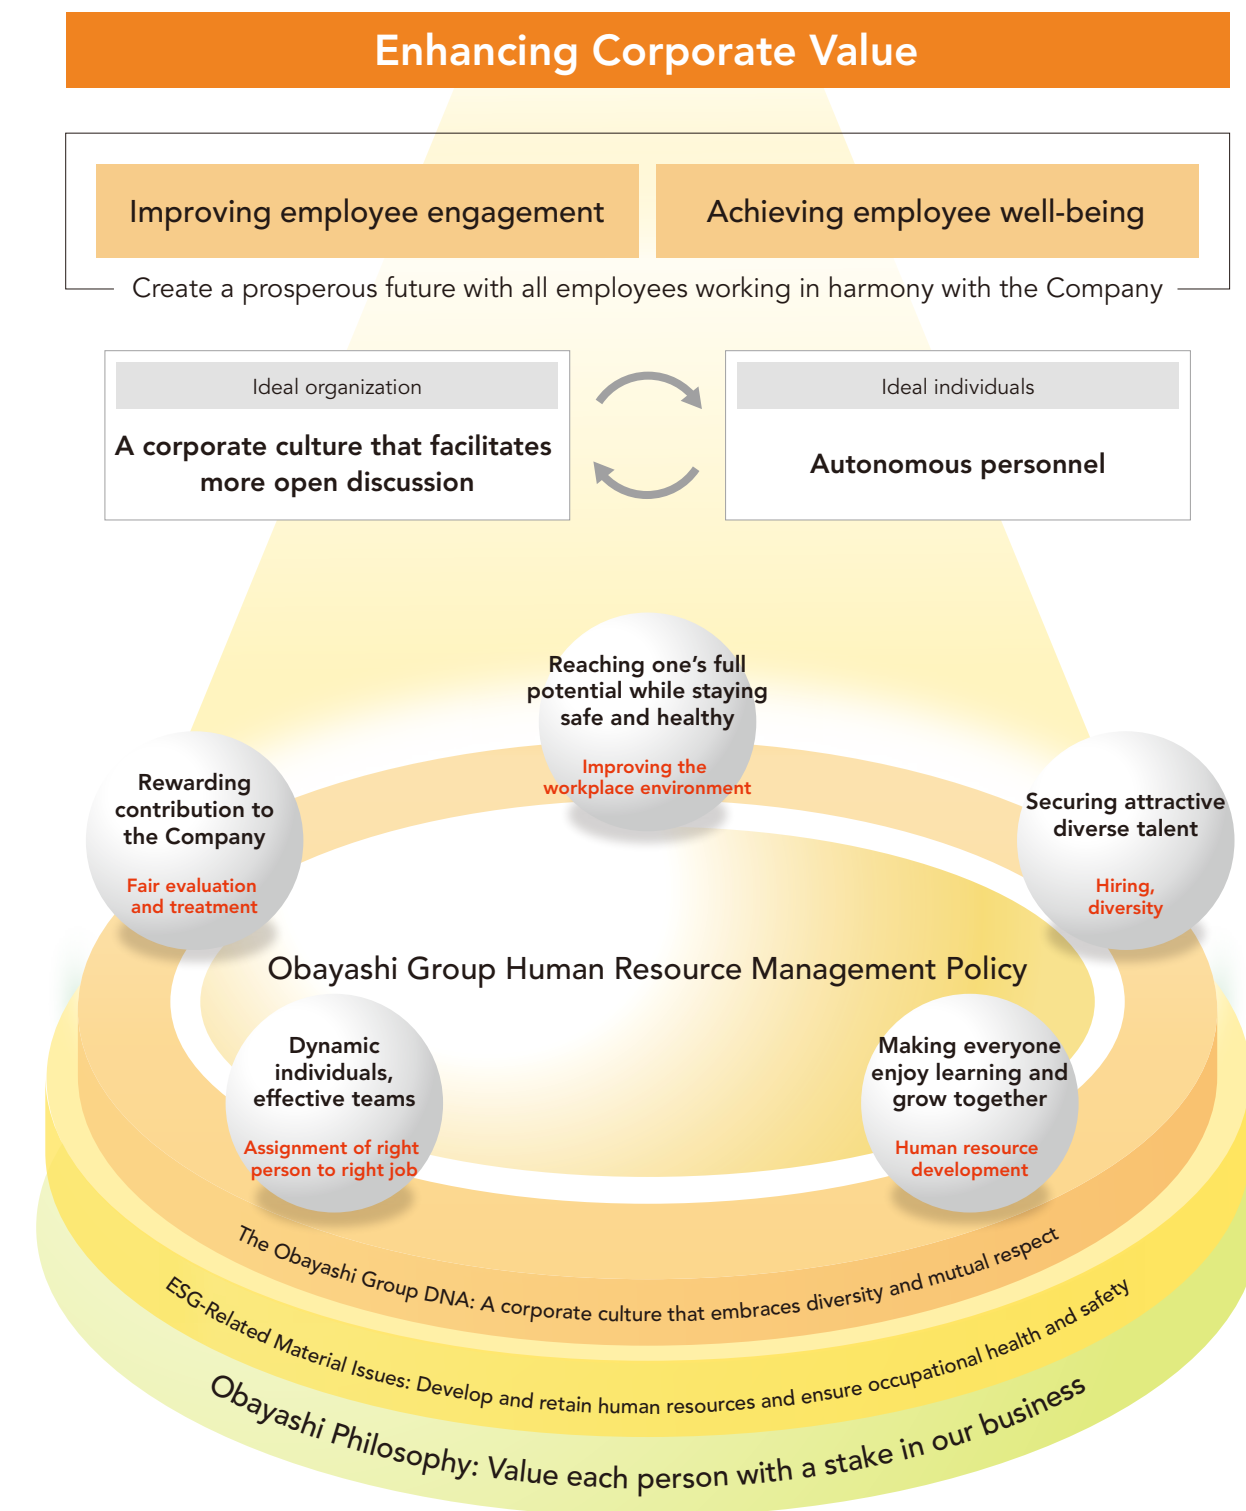 Enhancing Corporate Value
Improving employee engagement
Achieving employee well-being
Create a prosperous future with all employees working in harmony with the Company
Ideal organization
A corporate culture that facilitates
more open discussion
Ideal individuals
Autonomous personnel
Reaching one’s full
potential while staying
safe and healthy
Improving the
workplace environment
Rewarding
contribution to
the Company
Fair evaluation
and treatment
Securing attractive
diverse talent
Hiring,
diversity
Obayashi Group Human Resource Management Policy
Dynamic
individuals,
effective teams
Assignment of right
person to right job
Making everyone
enjoy learning and
grow together
Human resource
development
The Obayashi Group DNA: A corporate culture that embraces diversity and mutual respect
ESG-Related Material Issues: Develop and retain human resources and ensure occupational health and safety
Obayashi Philosophy: Value each person with a stake in our business